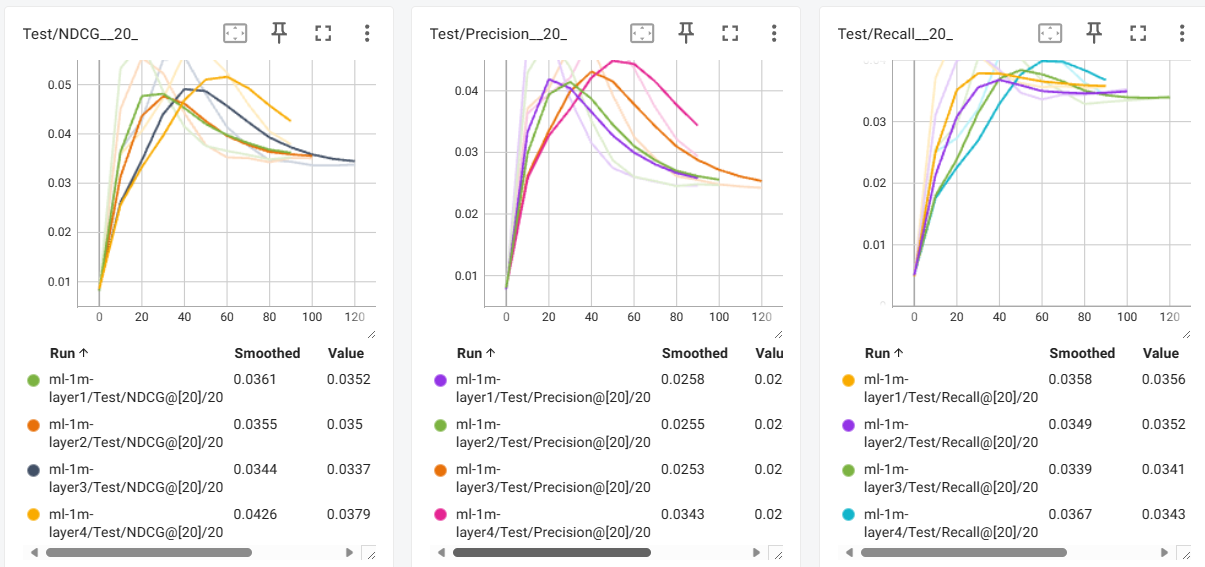 Test/NDCG__20_
0.05
0.04
0.03
0.02
0.01
0 20 40 60 80 100 120
Run ↑ Smoothed Value
ml-1m-
layer1/Test/NDCG@[20]/20 0.0361 0.0352
ml-1m-
layer2/Test/NDCG@[20]/20 0.0355 0.035
ml-1m-
layer3/Test/NDCG@[20]/20 0.0344 0.0337
ml-1m-
layer4/Test/NDCG@[20]/20 0.0426 0.0379
Test/Precision__20_
0.04
0.03
0.02
0.01
0 20 40 60 80 100 120
Run ↑ Smoothed Valu
ml-1m-
layer1/Test/Precision@[20]/20 0.0258 0.02
ml-1m-
layer2/Test/Precision@[20]/20 0.0255 0.02
ml-1m-
layer3/Test/Precision@[20]/20 0.0253 0.02
ml-1m-
layer4/Test/Precision@[20]/20 0.0343 0.02
Test/Recall__20_
0.03
0.02
0.01
0 20 40 60 80 100 120
Run ↑ Smoothed Value
ml-1m-
layer1/Test/Recall@[20]/20 0.0358 0.0356
ml-1m-
layer2/Test/Recall@[20]/20 0.0349 0.0352
ml-1m-
layer3/Test/Recall@[20]/20 0.0339 0.0341
ml-1m-
layer4/Test/Recall@[20]/20 0.0367 0.0343